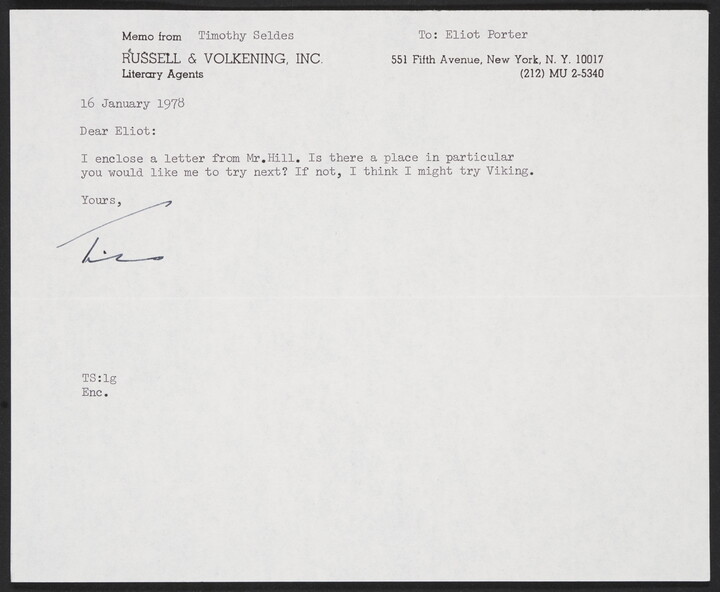 Memo from Timothy Seldes
To: Eliot Porter
RUSSELL & VOLKENING, INC.
551 Fifth Avenue, New York, N. Y. 10017
Literary Agents
(212) MU 2-5340
16 January 1978
Dear Eliot:
I enclose a letter from Mr.Hill. Is there a place in particular
you would like me to try next? If not, I think I might try Viking.
Yours,
TS:lg
Enc.